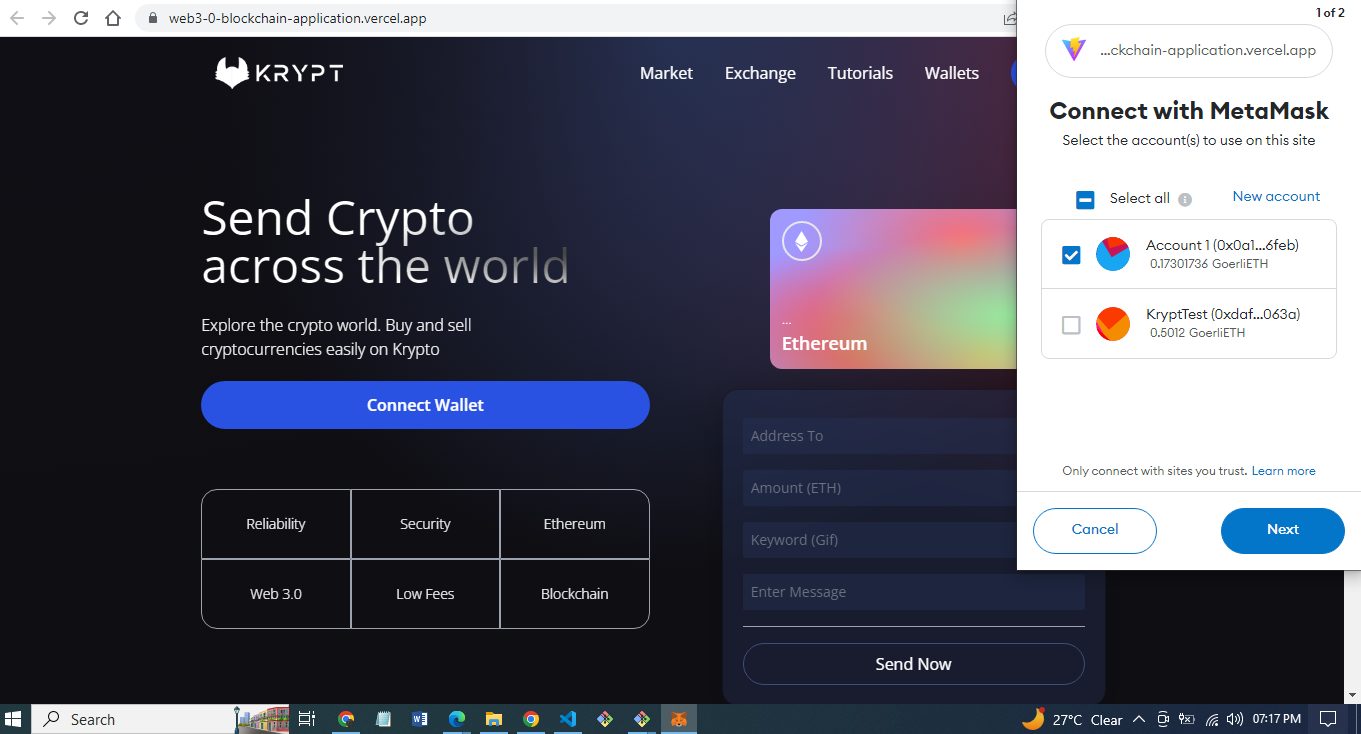 web3-0-blockchain-application.vercel.app
KRYPT
Market
Exchange
Tutorials
Wallets
Send Crypto
across the world
Explore the crypto world. Buy and sell
cryptocurrencies easily on Krypto
Connect Wallet
Reliability
Security
Ethereum
Web 3.0
Low Fees
Blockchain
...
Ethereum
Address To
Amount (ETH)
Keyword (Gif)
Enter Message
Send Now
1 of 2
...ckchain-application.vercel.app
Connect with MetaMask
Select the account(s) to use on this site
Select all
New account
Account 1 (0x0a1...6feb)
0.17301736 GoerliETH
KryptTest (0xdaf...063a)
0.5012 GoerliETH
Only connect with sites you trust. Learn more
Cancel
Next
Search
27°C Clear
07:17 PM